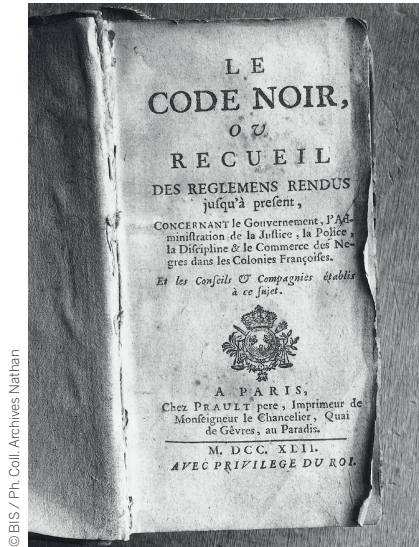 LE
CODE NOIR,
OU
RECUEIL
DES REGLEMENS RENDUS
juſqu'à preſent,
CONCERNANT le Gouvernement, l'Ad-
miniſtration de la Juſtice, la Police,
la Diſcipline & le Commerce des Ne-
gres dans les Colonies Françoiſes.
Et les Conſeils & Compagnies établis
à ce ſujet.
A PARIS,
Chez PRAULT pere, Imprimeur de
Monſeigneur le Chancelier, Quai
de Gêvres, au Paradis.
M. DCC. XLII.
AVEC PRIVILEGE DU ROI.
© BIS / Ph. Coll. Archives Nathan